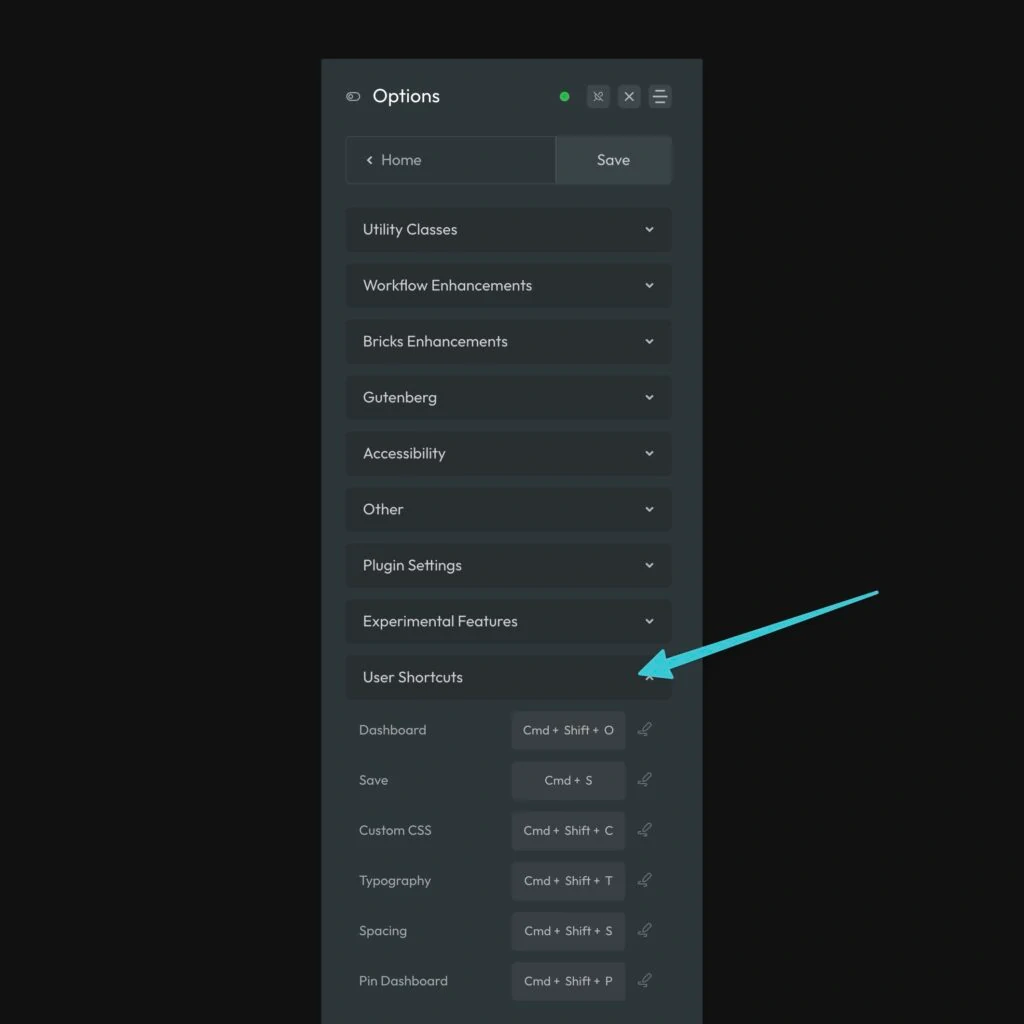 Options
Home Save
Utility Classes
Workflow Enhancements
Bricks Enhancements
Gutenberg
Accessibility
Other
Plugin Settings
Experimental Features
User Shortcuts
Dashboard Cmd + Shift + O
Save Cmd + S
Custom CSS Cmd + Shift + C
Typography Cmd + Shift + T
Spacing Cmd + Shift + S
Pin Dashboard Cmd + Shift + P